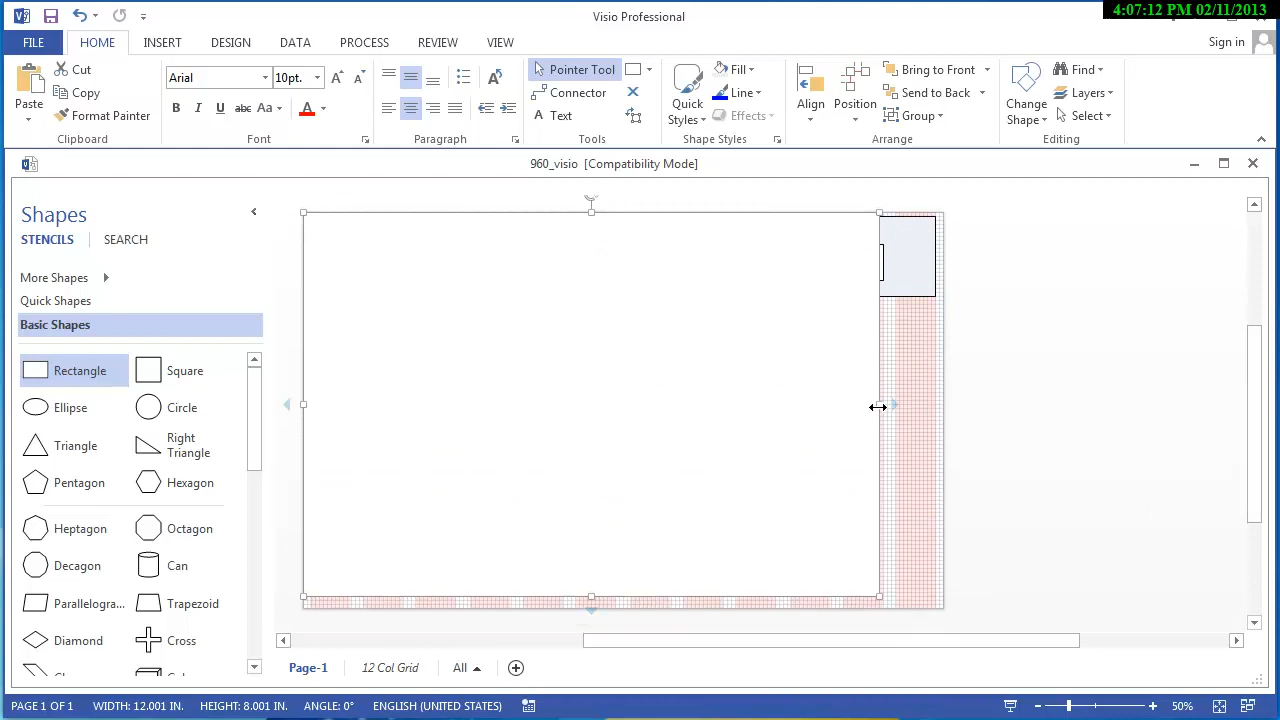 4:07:12 PM 02/11/2013
Visio Professional
FILE HOME INSERT DESIGN DATA PROCESS REVIEW VIEW Sign in
Paste Cut Copy Format Painter Clipboard
Arial 10pt. B I U abc Aa A Font
Paragraph
Pointer Tool Connector Text Tools
Quick Styles Fill Line Effects Shape Styles
Align Position Bring to Front Send to Back Group Arrange
Change Shape Find Layers Select Editing
960_visio [Compatibility Mode]
Shapes
STENCILS SEARCH
More Shapes
Quick Shapes
Basic Shapes
Rectangle Square
Ellipse Circle
Triangle Right Triangle
Pentagon Hexagon
Heptagon Octagon
Decagon Can
Parallelogra... Trapezoid
Diamond Cross
Page-1 12 Col Grid All
PAGE 1 OF 1 WIDTH: 12.001 IN. HEIGHT: 8.001 IN. ANGLE: 0° ENGLISH (UNITED STATES) 50%